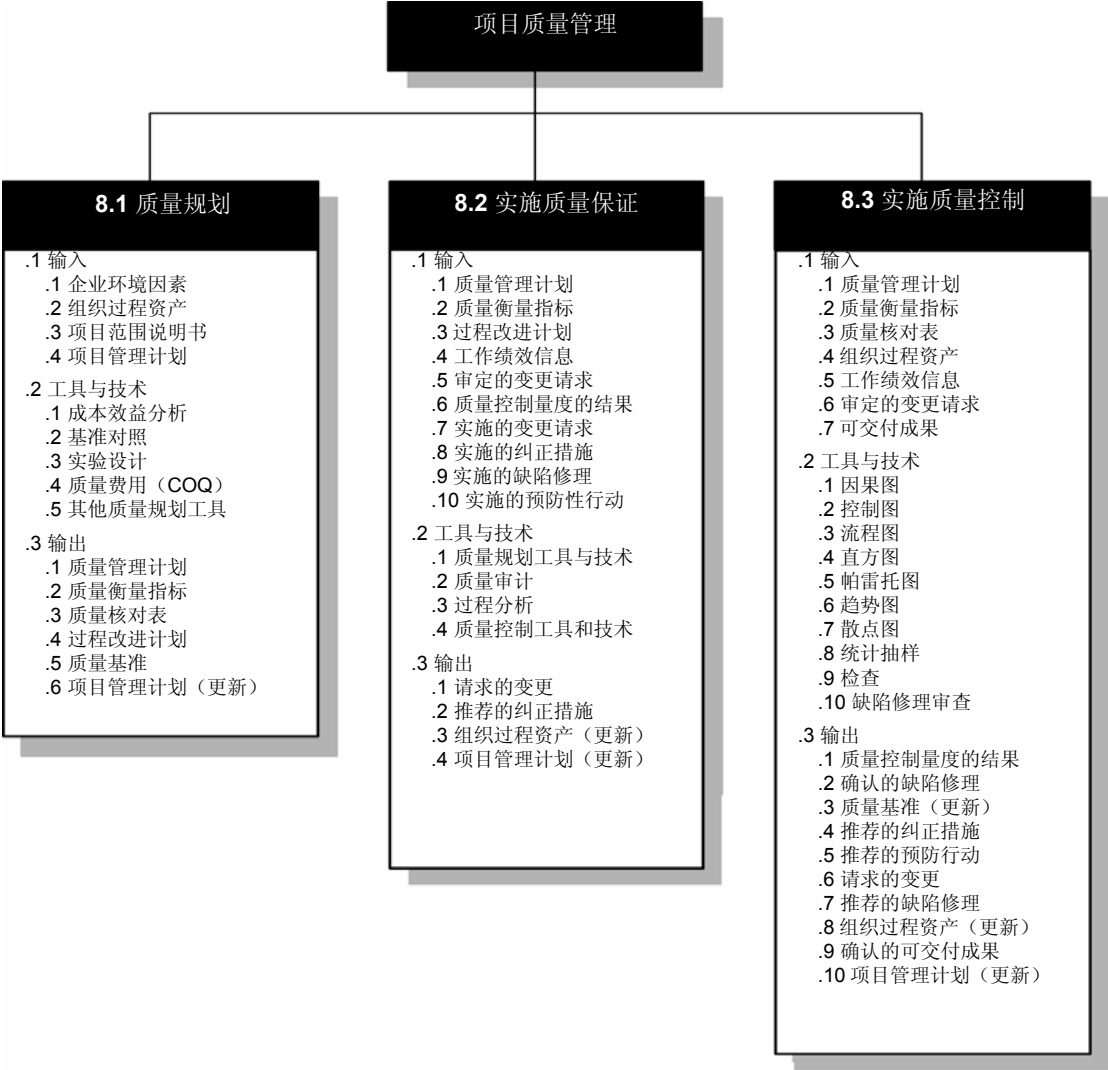 项目质量管理
8.1 质量规划
.1 输入
.1 企业环境因素
.2 组织过程资产
.3 项目范围说明书
.4 项目管理计划
.2 工具与技术
.1 成本效益分析
.2 基准对照
.3 实验设计
.4 质量费用（COQ）
.5 其他质量规划工具
.3 输出
.1 质量管理计划
.2 质量衡量指标
.3 质量核对表
.4 过程改进计划
.5 质量基准
.6 项目管理计划（更新）
8.2 实施质量保证
.1 输入
.1 质量管理计划
.2 质量衡量指标
.3 过程改进计划
.4 工作绩效信息
.5 审定的变更请求
.6 质量控制量度的结果
.7 实施的变更请求
.8 实施的纠正措施
.9 实施的缺陷修理
.10 实施的预防性行动
.2 工具与技术
.1 质量规划工具与技术
.2 质量审计
.3 过程分析
.4 质量控制工具和技术
.3 输出
.1 请求的变更
.2 推荐的纠正措施
.3 组织过程资产（更新）
.4 项目管理计划（更新）
8.3 实施质量控制
.1 输入
.1 质量管理计划
.2 质量衡量指标
.3 质量核对表
.4 组织过程资产
.5 工作绩效信息
.6 审定的变更请求
.7 可交付成果
.2 工具与技术
.1 因果图
.2 控制图
.3 流程图
.4 直方图
.5 帕雷托图
.6 趋势图
.7 散点图
.8 统计抽样
.9 检查
.10 缺陷修理审查
.3 输出
.1 质量控制量度的结果
.2 确认的缺陷修理
.3 质量基准（更新）
.4 推荐的纠正措施
.5 推荐的预防行动
.6 请求的变更
.7 推荐的缺陷修理
.8 组织过程资产（更新）
.9 确认的可交付成果
.10 项目管理计划（更新）